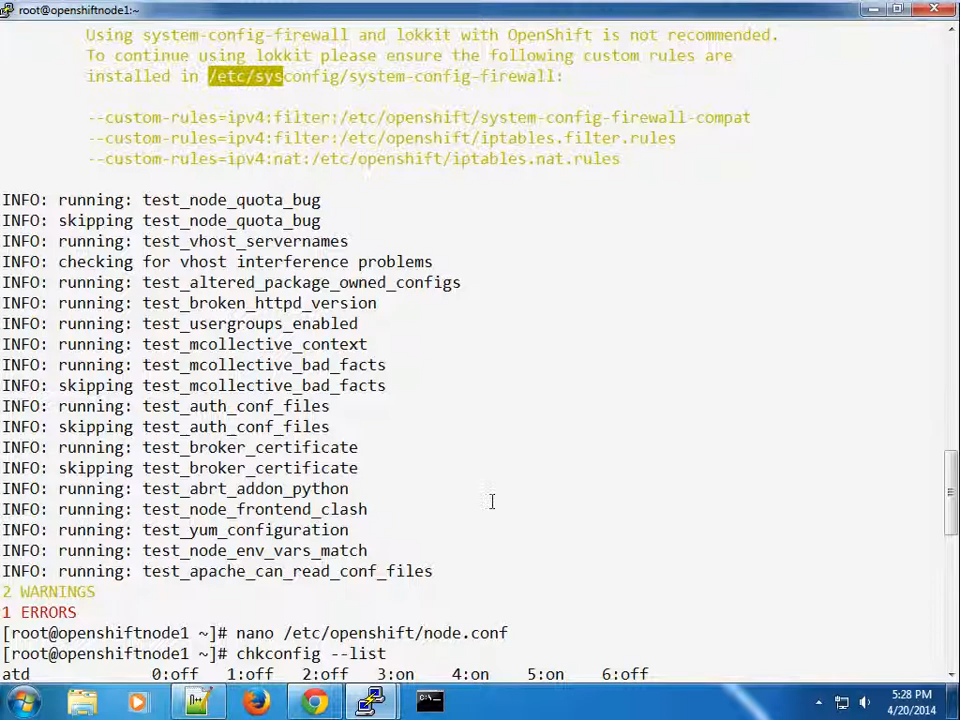 root@openshiftnode1:~
Using system-config-firewall and lokkit with OpenShift is not recommended.
To continue using lokkit please ensure the following custom rules are
installed in /etc/sysconfig/system-config-firewall:
--custom-rules=ipv4:filter:/etc/openshift/system-config-firewall-compat
--custom-rules=ipv4:filter:/etc/openshift/iptables.filter.rules
--custom-rules=ipv4:nat:/etc/openshift/iptables.nat.rules
INFO: running: test_node_quota_bug
INFO: skipping test_node_quota_bug
INFO: running: test_vhost_servernames
INFO: checking for vhost interference problems
INFO: running: test_altered_package_owned_configs
INFO: running: test_broken_httpd_version
INFO: running: test_usergroups_enabled
INFO: running: test_mcollective_context
INFO: running: test_mcollective_bad_facts
INFO: skipping test_mcollective_bad_facts
INFO: running: test_auth_conf_files
INFO: skipping test_auth_conf_files
INFO: running: test_broker_certificate
INFO: skipping test_broker_certificate
INFO: running: test_abrt_addon_python
INFO: running: test_node_frontend_clash
INFO: running: test_yum_configuration
INFO: running: test_node_env_vars_match
INFO: running: test_apache_can_read_conf_files
2 WARNINGS
1 ERRORS
[root@openshiftnode1 ~]# nano /etc/openshift/node.conf
[root@openshiftnode1 ~]# chkconfig --list
atd 0:off 1:off 2:off 3:on 4:on 5:on 6:off
5:28 PM
4/20/2014